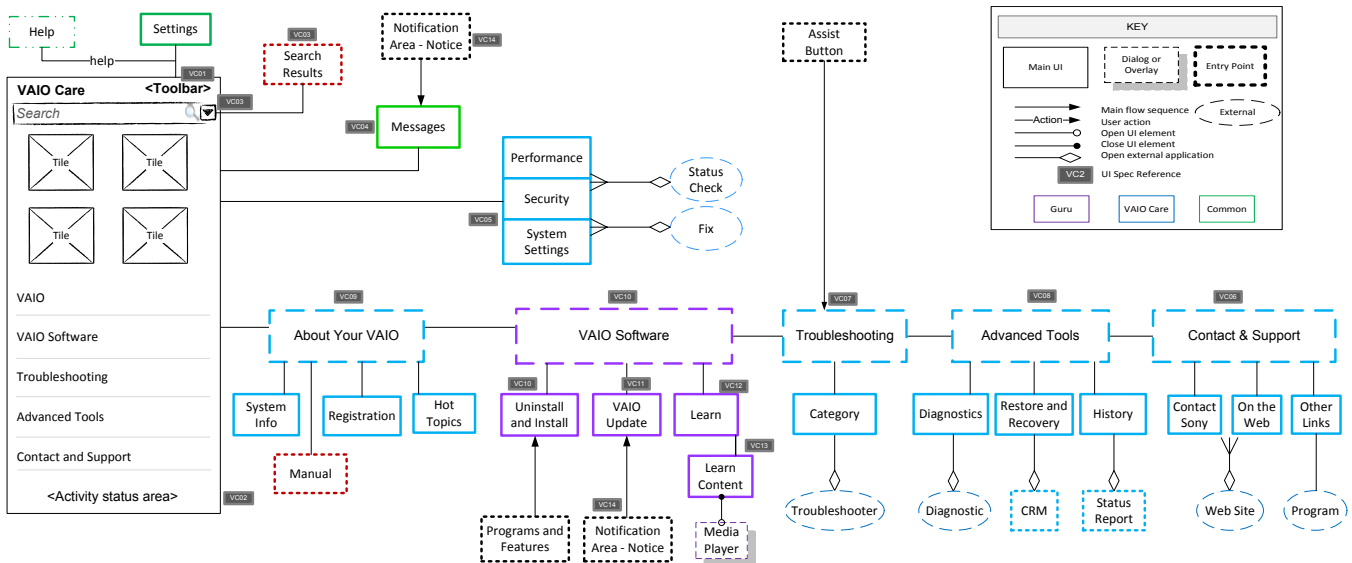 Help
Settings
help
VC01
VAIO Care
<Toolbar>
Search
VC03
Tile
Tile
Tile
Tile
VAIO
VAIO Software
Troubleshooting
Advanced Tools
Contact and Support
<Activity status area>
VC02
VC03
Search
Results
Notification
Area - Notice
VC14
VC04
Messages
Performance
Security
System
Settings
VC05
Status
Check
Fix
Assist
Button
KEY
Main UI
Dialog or
Overlay
Entry Point
Main flow sequence
Action
User action
Open UI element
Close UI element
Open external application
External
VC2
UI Spec Reference
Guru
VAIO Care
Common
VC09
About Your VAIO
System
Info
Manual
Registration
Hot
Topics
VC10
VAIO Software
VC10
Uninstall
and Install
VC11
VAIO
Update
VC12
Learn
VC13
Learn
Content
Programs and
Features
VC14
Notification
Area - Notice
Media
Player
VC07
Troubleshooting
Category
Troubleshooter
VC08
Advanced Tools
Diagnostics
Restore and
Recovery
History
Diagnostic
CRM
Status
Report
VC06
Contact & Support
Contact
Sony
On the
Web
Other
Links
Web Site
Program